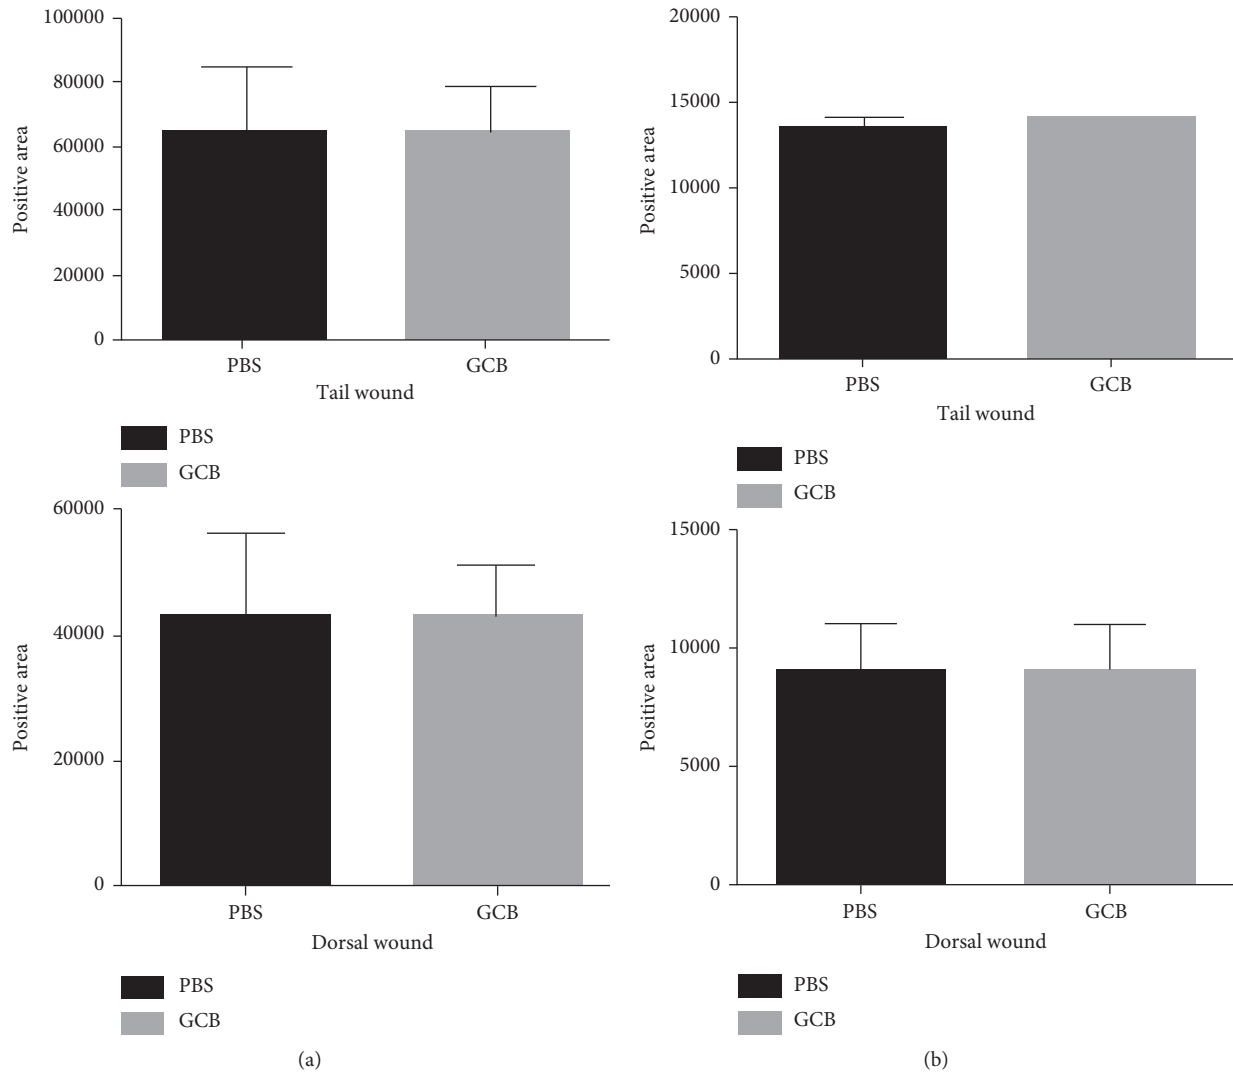 100000
80000
60000
40000
20000
0
Positive area
PBS
GCB
Tail wound
PBS
GCB
60000
40000
20000
0
Positive area
PBS
GCB
Dorsal wound
PBS
GCB
(a)
20000
15000
10000
5000
0
Positive area
PBS
GCB
Tail wound
PBS
GCB
15000
10000
5000
0
Positive area
PBS
GCB
Dorsal wound
PBS
GCB
(b)